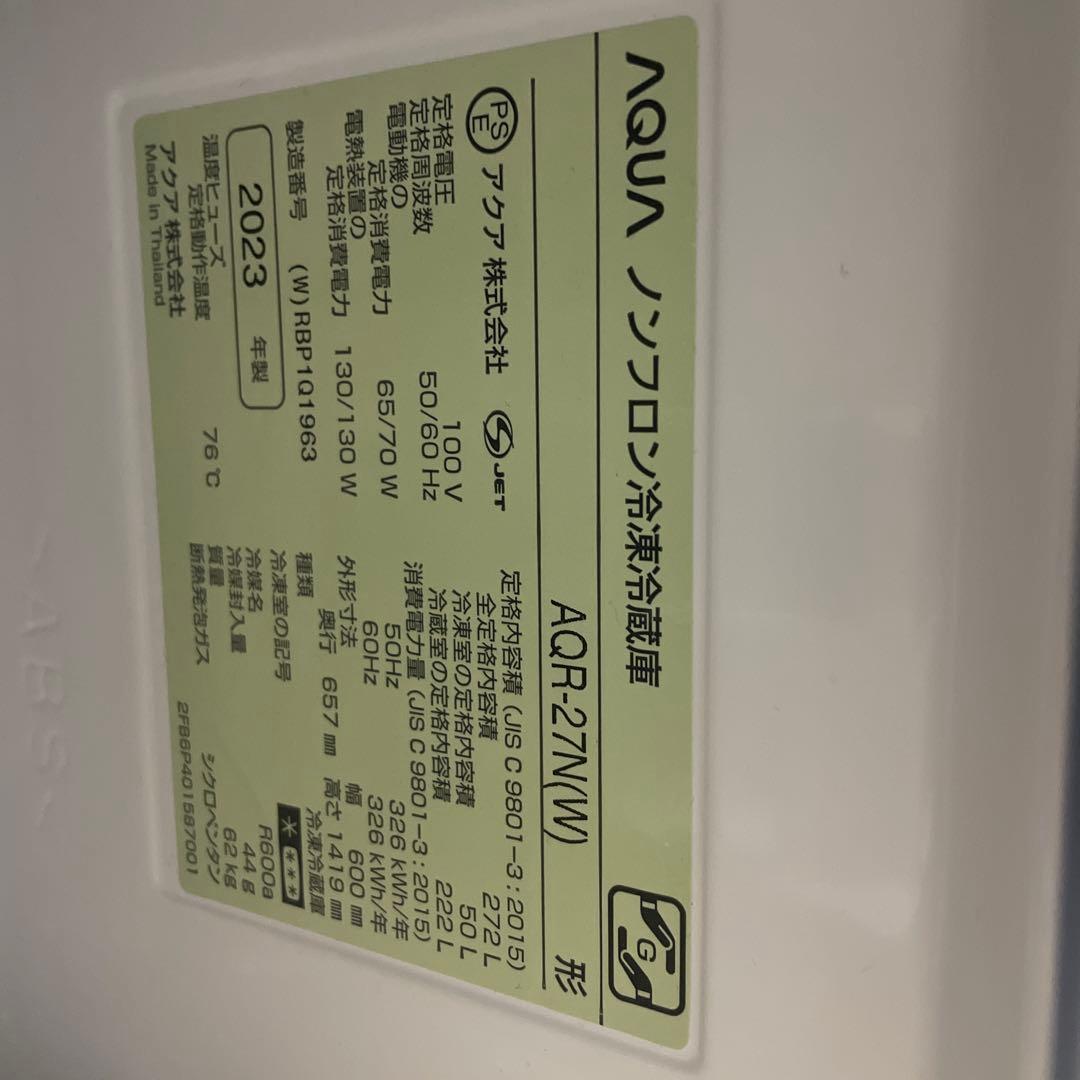 AQUA ノンフロン冷凍冷蔵庫
G
AQR-27N(W) 形
PS
E
アクア 株式会社
S
JET
定格電圧 100 V
定格周波数 50/60 Hz
電動機の
定格消費電力 65/70 W
電熱装置の
定格消費電力 130/130 W
製造番号 (W)RBP1Q1963
2023 年製
温度ヒューズ
定格動作温度 76 ℃
アクア 株式会社
Made in Thailand
定格内容積 (JIS C 9801-3:2015)
全定格内容積 272 L
冷凍室の定格内容積 50 L
冷蔵室の定格内容積 222 L
消費電力量 (JIS C 9801-3:2015)
50Hz 326 kWh/年
60Hz 326 kWh/年
外形寸法 幅 600 mm
奥行 657 mm 高さ 1419 mm
種類 冷凍冷蔵庫
冷凍室の記号 ****
冷媒名 R600a
冷媒封入量 44 g
質量 62 kg
断熱発泡ガス シクロペンタン
2FB6P401587001
>ABS<